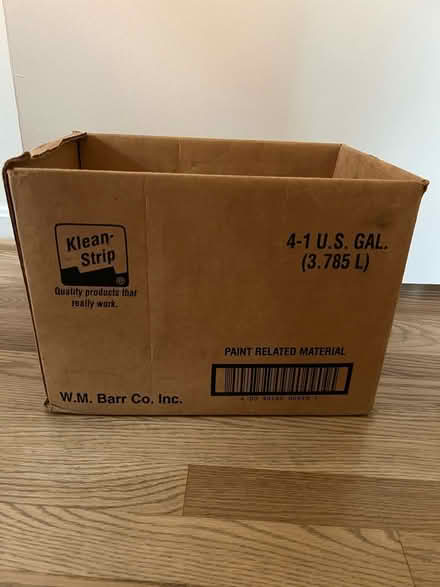 Klean-
Strip
®
Quality products that
really work.
4-1 U.S. GAL.
(3.785 L)
PAINT RELATED MATERIAL
W.M. Barr Co. Inc.